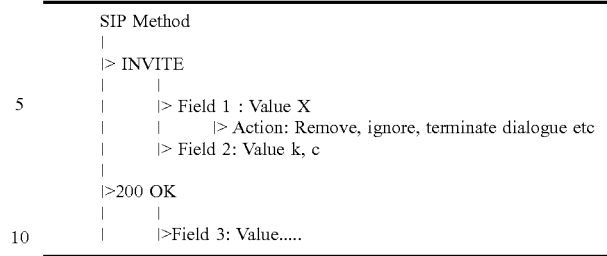 SIP Method
|
|> INVITE
| |
5 | |> Field 1 : Value X
| | |> Action: Remove, ignore, terminate dialogue etc
| |> Field 2: Value k, c
|
|>200 OK
| |
10 | |>Field 3: Value.....